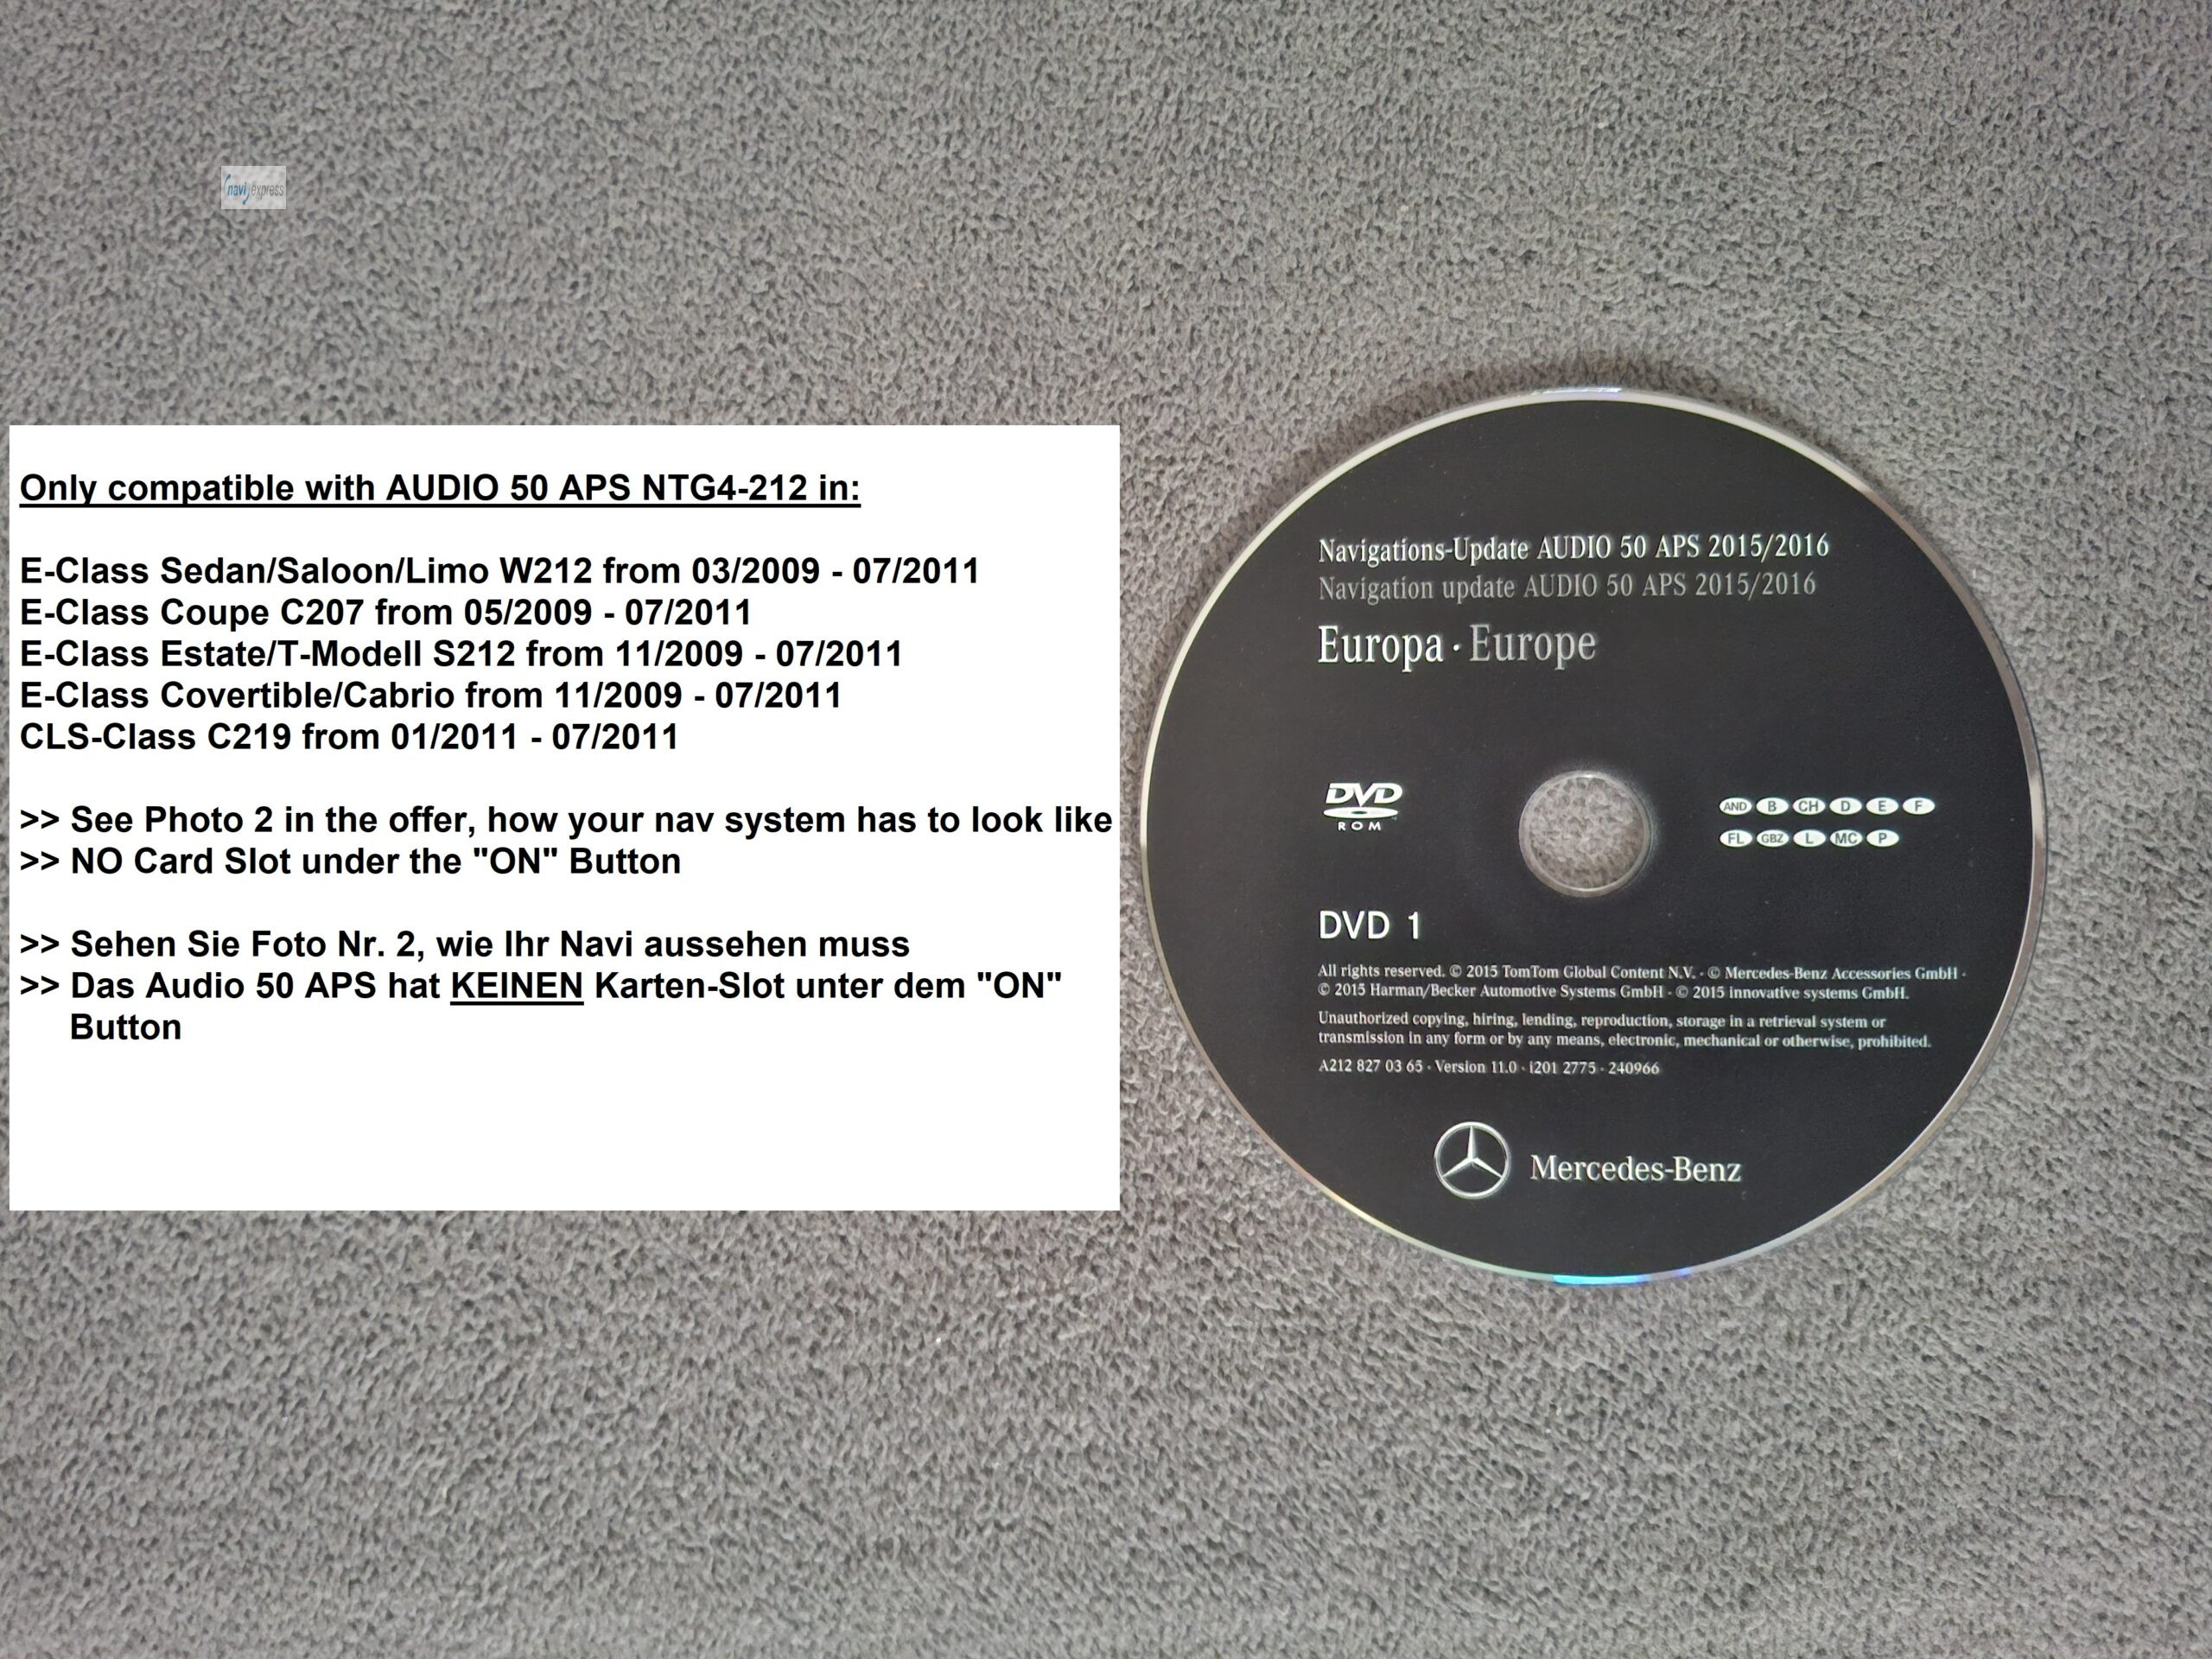 navi express
Only compatible with AUDIO 50 APS NTG4-212 in:
E-Class Sedan/Saloon/Limo W212 from 03/2009 - 07/2011
E-Class Coupe C207 from 05/2009 - 07/2011
E-Class Estate/T-Modell S212 from 11/2009 - 07/2011
E-Class Covertible/Cabrio from 11/2009 - 07/2011
CLS-Class C219 from 01/2011 - 07/2011
>> See Photo 2 in the offer, how your nav system has to look like
>> NO Card Slot under the "ON" Button
>> Sehen Sie Foto Nr. 2, wie Ihr Navi aussehen muss
>> Das Audio 50 APS hat KEINEN Karten-Slot unter dem "ON"
Button
Navigations-Update AUDIO 50 APS 2015/2016
Navigation update AUDIO 50 APS 2015/2016
Europa · Europe
DVD
ROM
AND B CH D E F
FL GBZ L MC P
DVD 1
All rights reserved. © 2015 TomTom Global Content N.V. · © Mercedes-Benz Accessories GmbH ·
© 2015 Harman/Becker Automotive Systems GmbH · © 2015 innovative systems GmbH.
Unauthorized copying, hiring, lending, reproduction, storage in a retrieval system or
transmission in any form or by any means, electronic, mechanical or otherwise, prohibited.
A212 827 03 65 · Version 11.0 · i201 2775 · 240966
Mercedes-Benz